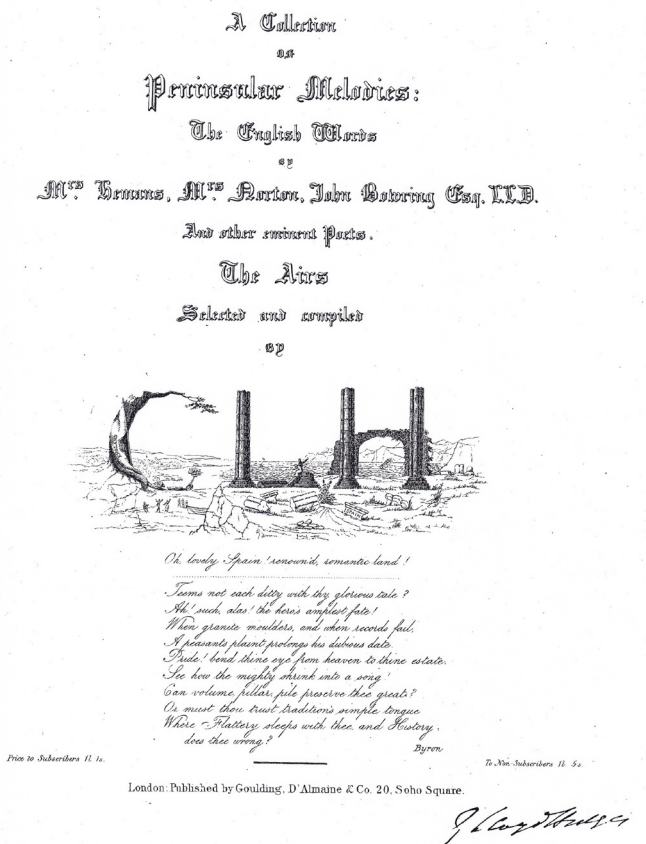 A Collection
OF
Peninsular Melodies:
The English Words
BY
Mrs. Hemans, Mrs. Norton, John Bowring Esq. LLD.
And other eminent Poets.
The Airs
Selected and compiled
BY
C L H
Oh, lovely Spain! renown'd, romantic land!
Teems not each ditty with thy glorious tale?
Ah! such, alas! the hero's amplest fate!
When granite moulders, and when records fail,
A peasants plaint prolongs his dubious date.
Pride! bend thine eye from heaven to thine estate,
See how the mighty shrink into a song!
Can volume, pillar, pile preserve thee great?
Or must thou trust tradition's simple tongue
Where Flattery sleeps with thee, and History,
does thee wrong?
Byron
Price to Subscribers 1l. 1s.
To Non-Subscribers 1l. 5s.
London: Published by Goulding, D'Almaine & Co. 20, Soho Square.